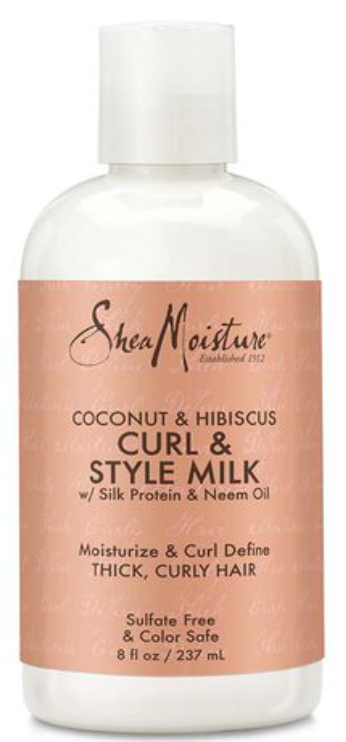 SheaMoisture®
Established 1912
COCONUT & HIBISCUS
CURL &
STYLE MILK
w/ Silk Protein & Neem Oil
Moisturize & Curl Define
THICK, CURLY HAIR
Sulfate Free
& Color Safe
8 fl oz / 237 mL